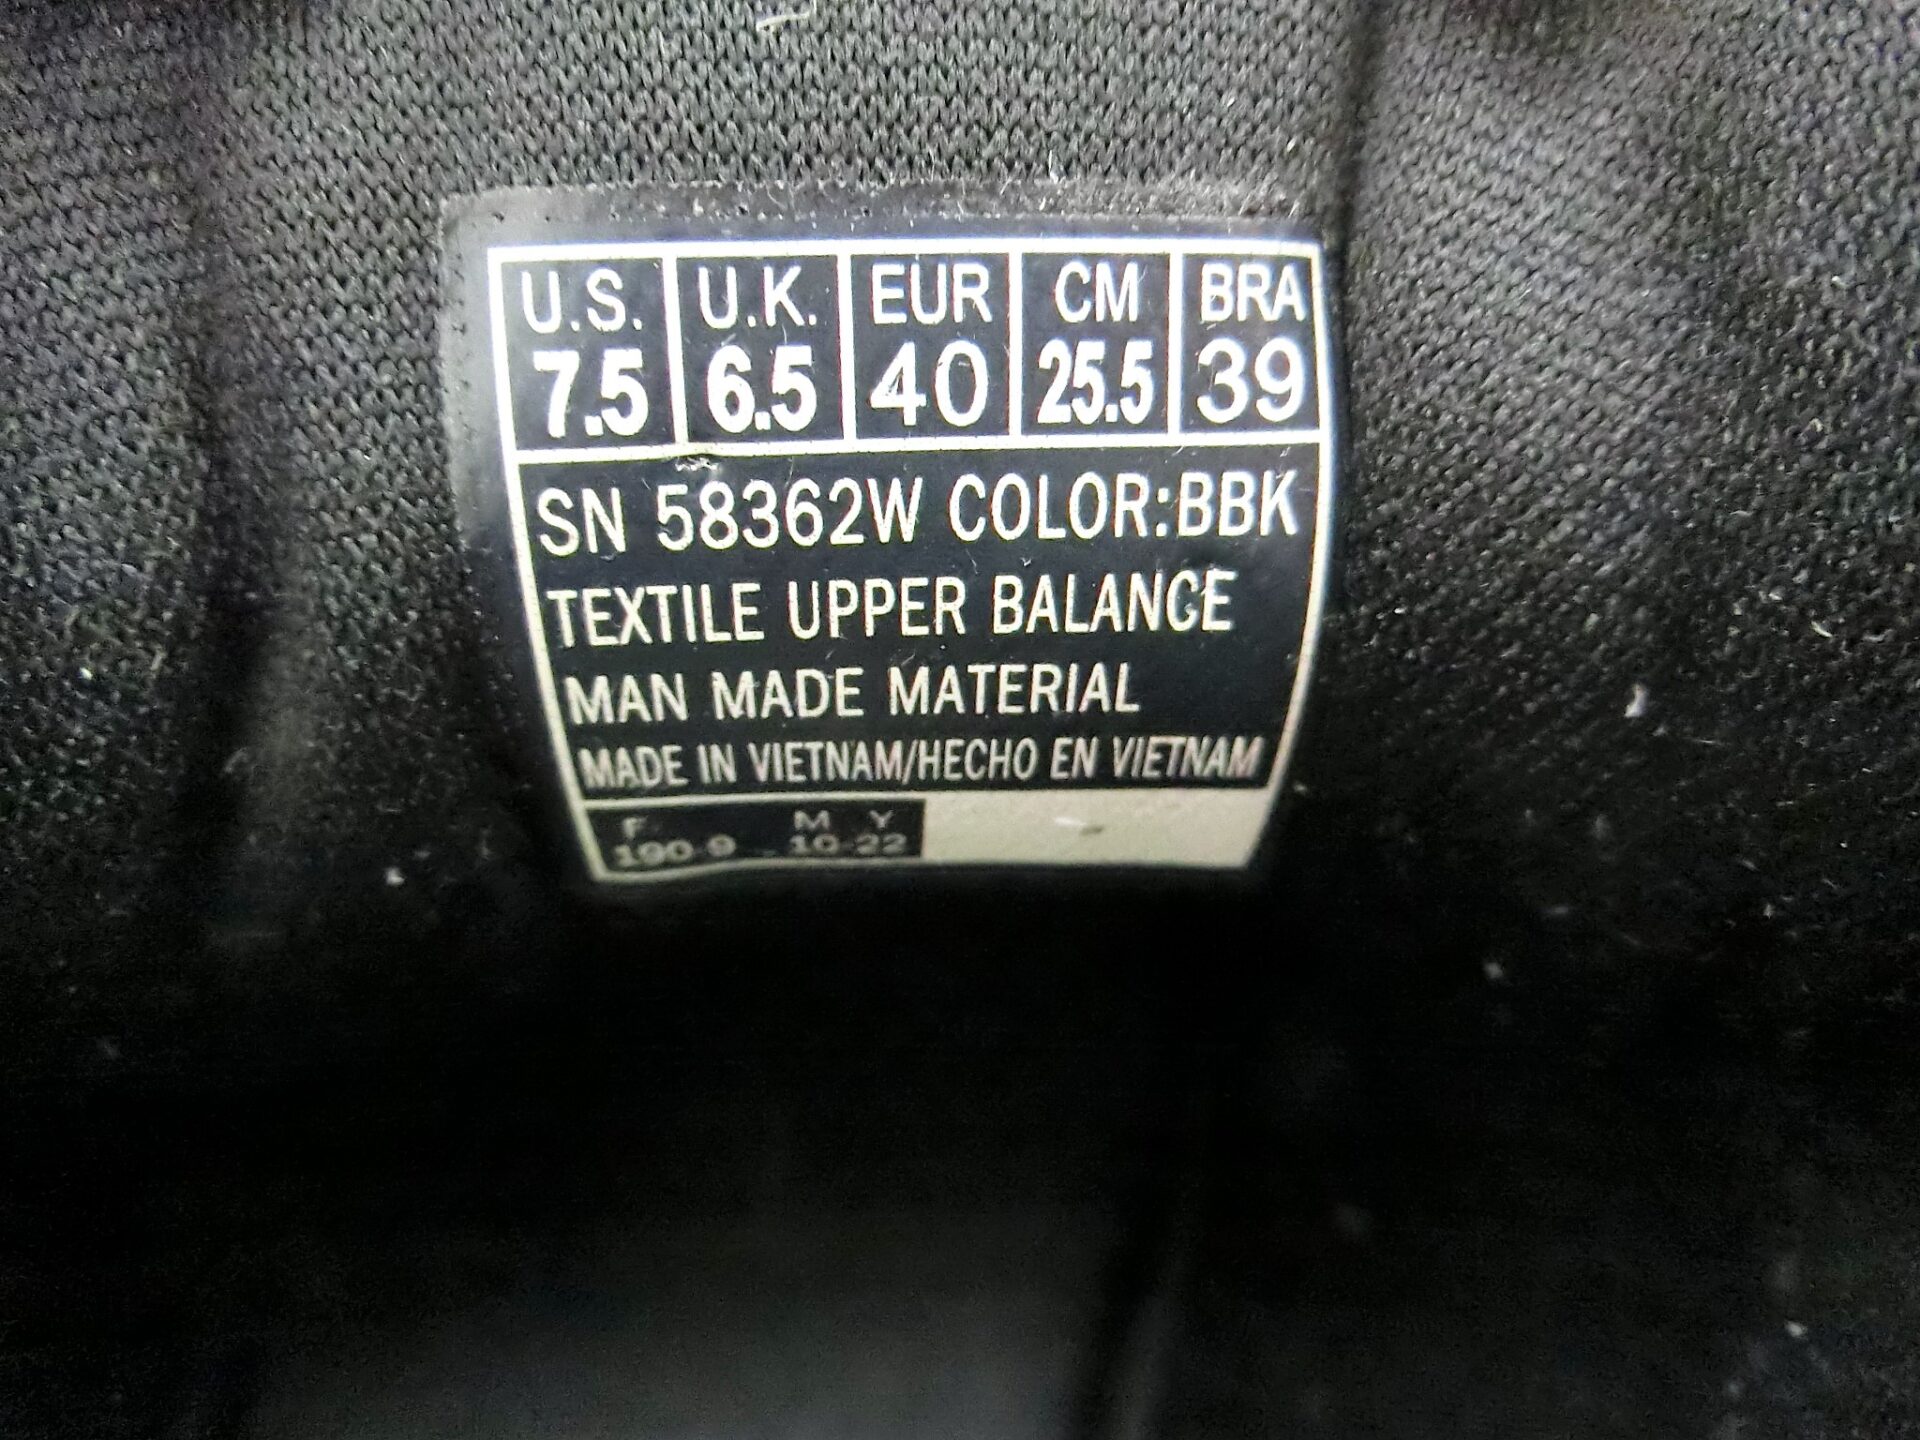 U.S. U.K. EUR CM BRA
7.5 6.5 40 25.5 39
SN 58362W COLOR:BBK
TEXTILE UPPER BALANCE
MAN MADE MATERIAL
MADE IN VIETNAM/HECHO EN VIETNAM
F M Y
190-9 10-22